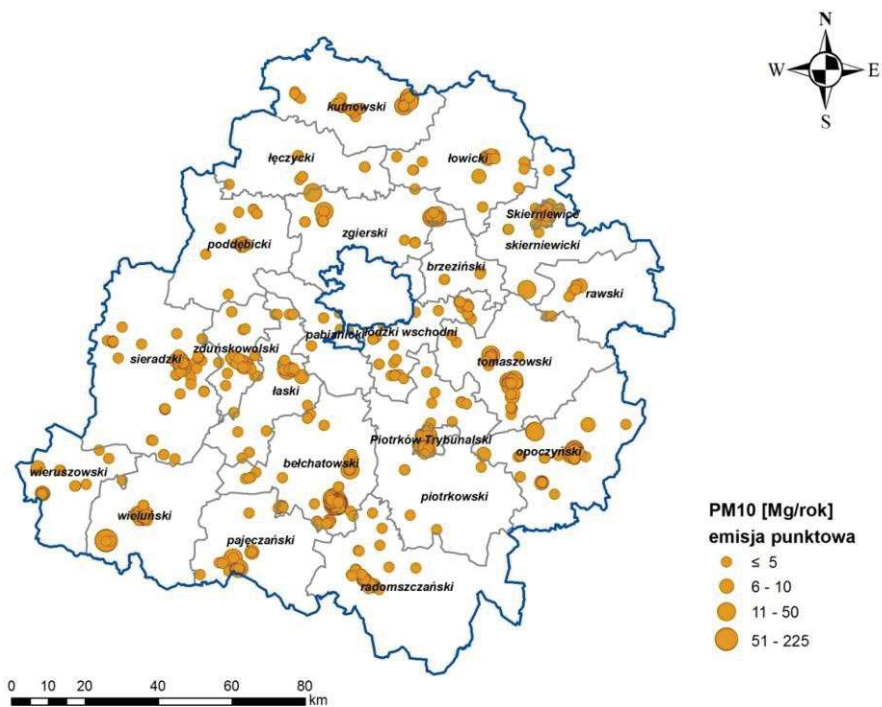 N
W E
S
kutnowski
łęczycki
łowicki
Skierniewice
zgierski
poddębicki
skierniewicki
brzeziński
rawski
pabianicki
łódzki wschodni
zduńskowolski
sieradzki
tomaszowski
łaski
Piotrków Trybunalski
opoczyński
bełchatowski
wieruszowski
piotrkowski
wieluński
pajęczański
radomszczański
PM10 [Mg/rok]
emisja punktowa
≤ 5
6 - 10
11 - 50
51 - 225
0 10 20 40 60 80
km